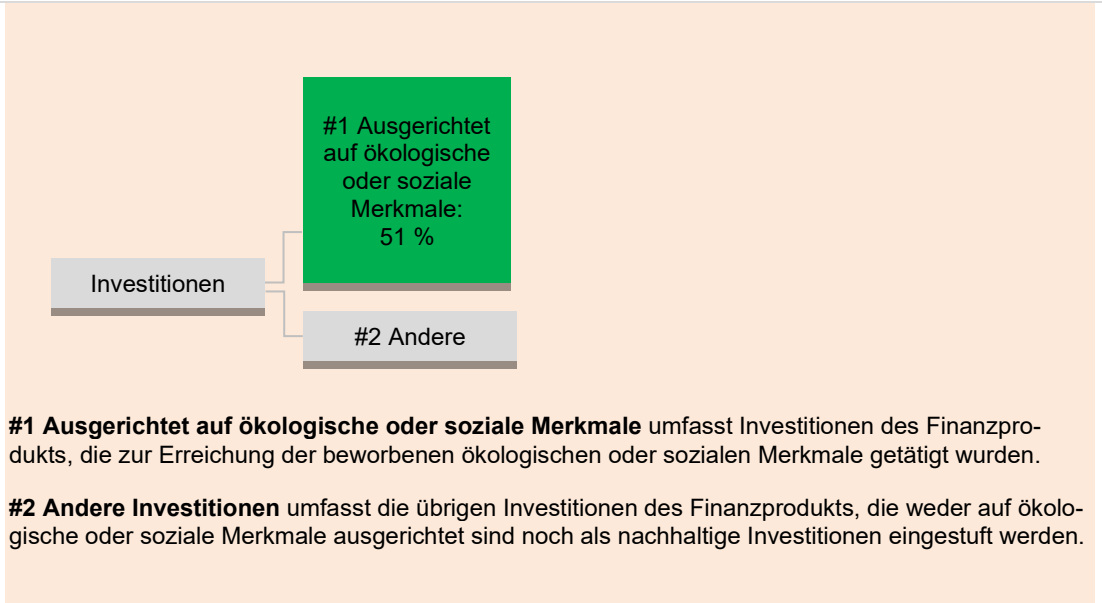 #1 Ausgerichtet
auf ökologische
oder soziale
Merkmale:
51 %
Investitionen
#2 Andere
#1 Ausgerichtet auf ökologische oder soziale Merkmale umfasst Investitionen des Finanzpro-
dukts, die zur Erreichung der beworbenen ökologischen oder sozialen Merkmale getätigt wurden.
#2 Andere Investitionen umfasst die übrigen Investitionen des Finanzprodukts, die weder auf ökolo-
gische oder soziale Merkmale ausgerichtet sind noch als nachhaltige Investitionen eingestuft werden.